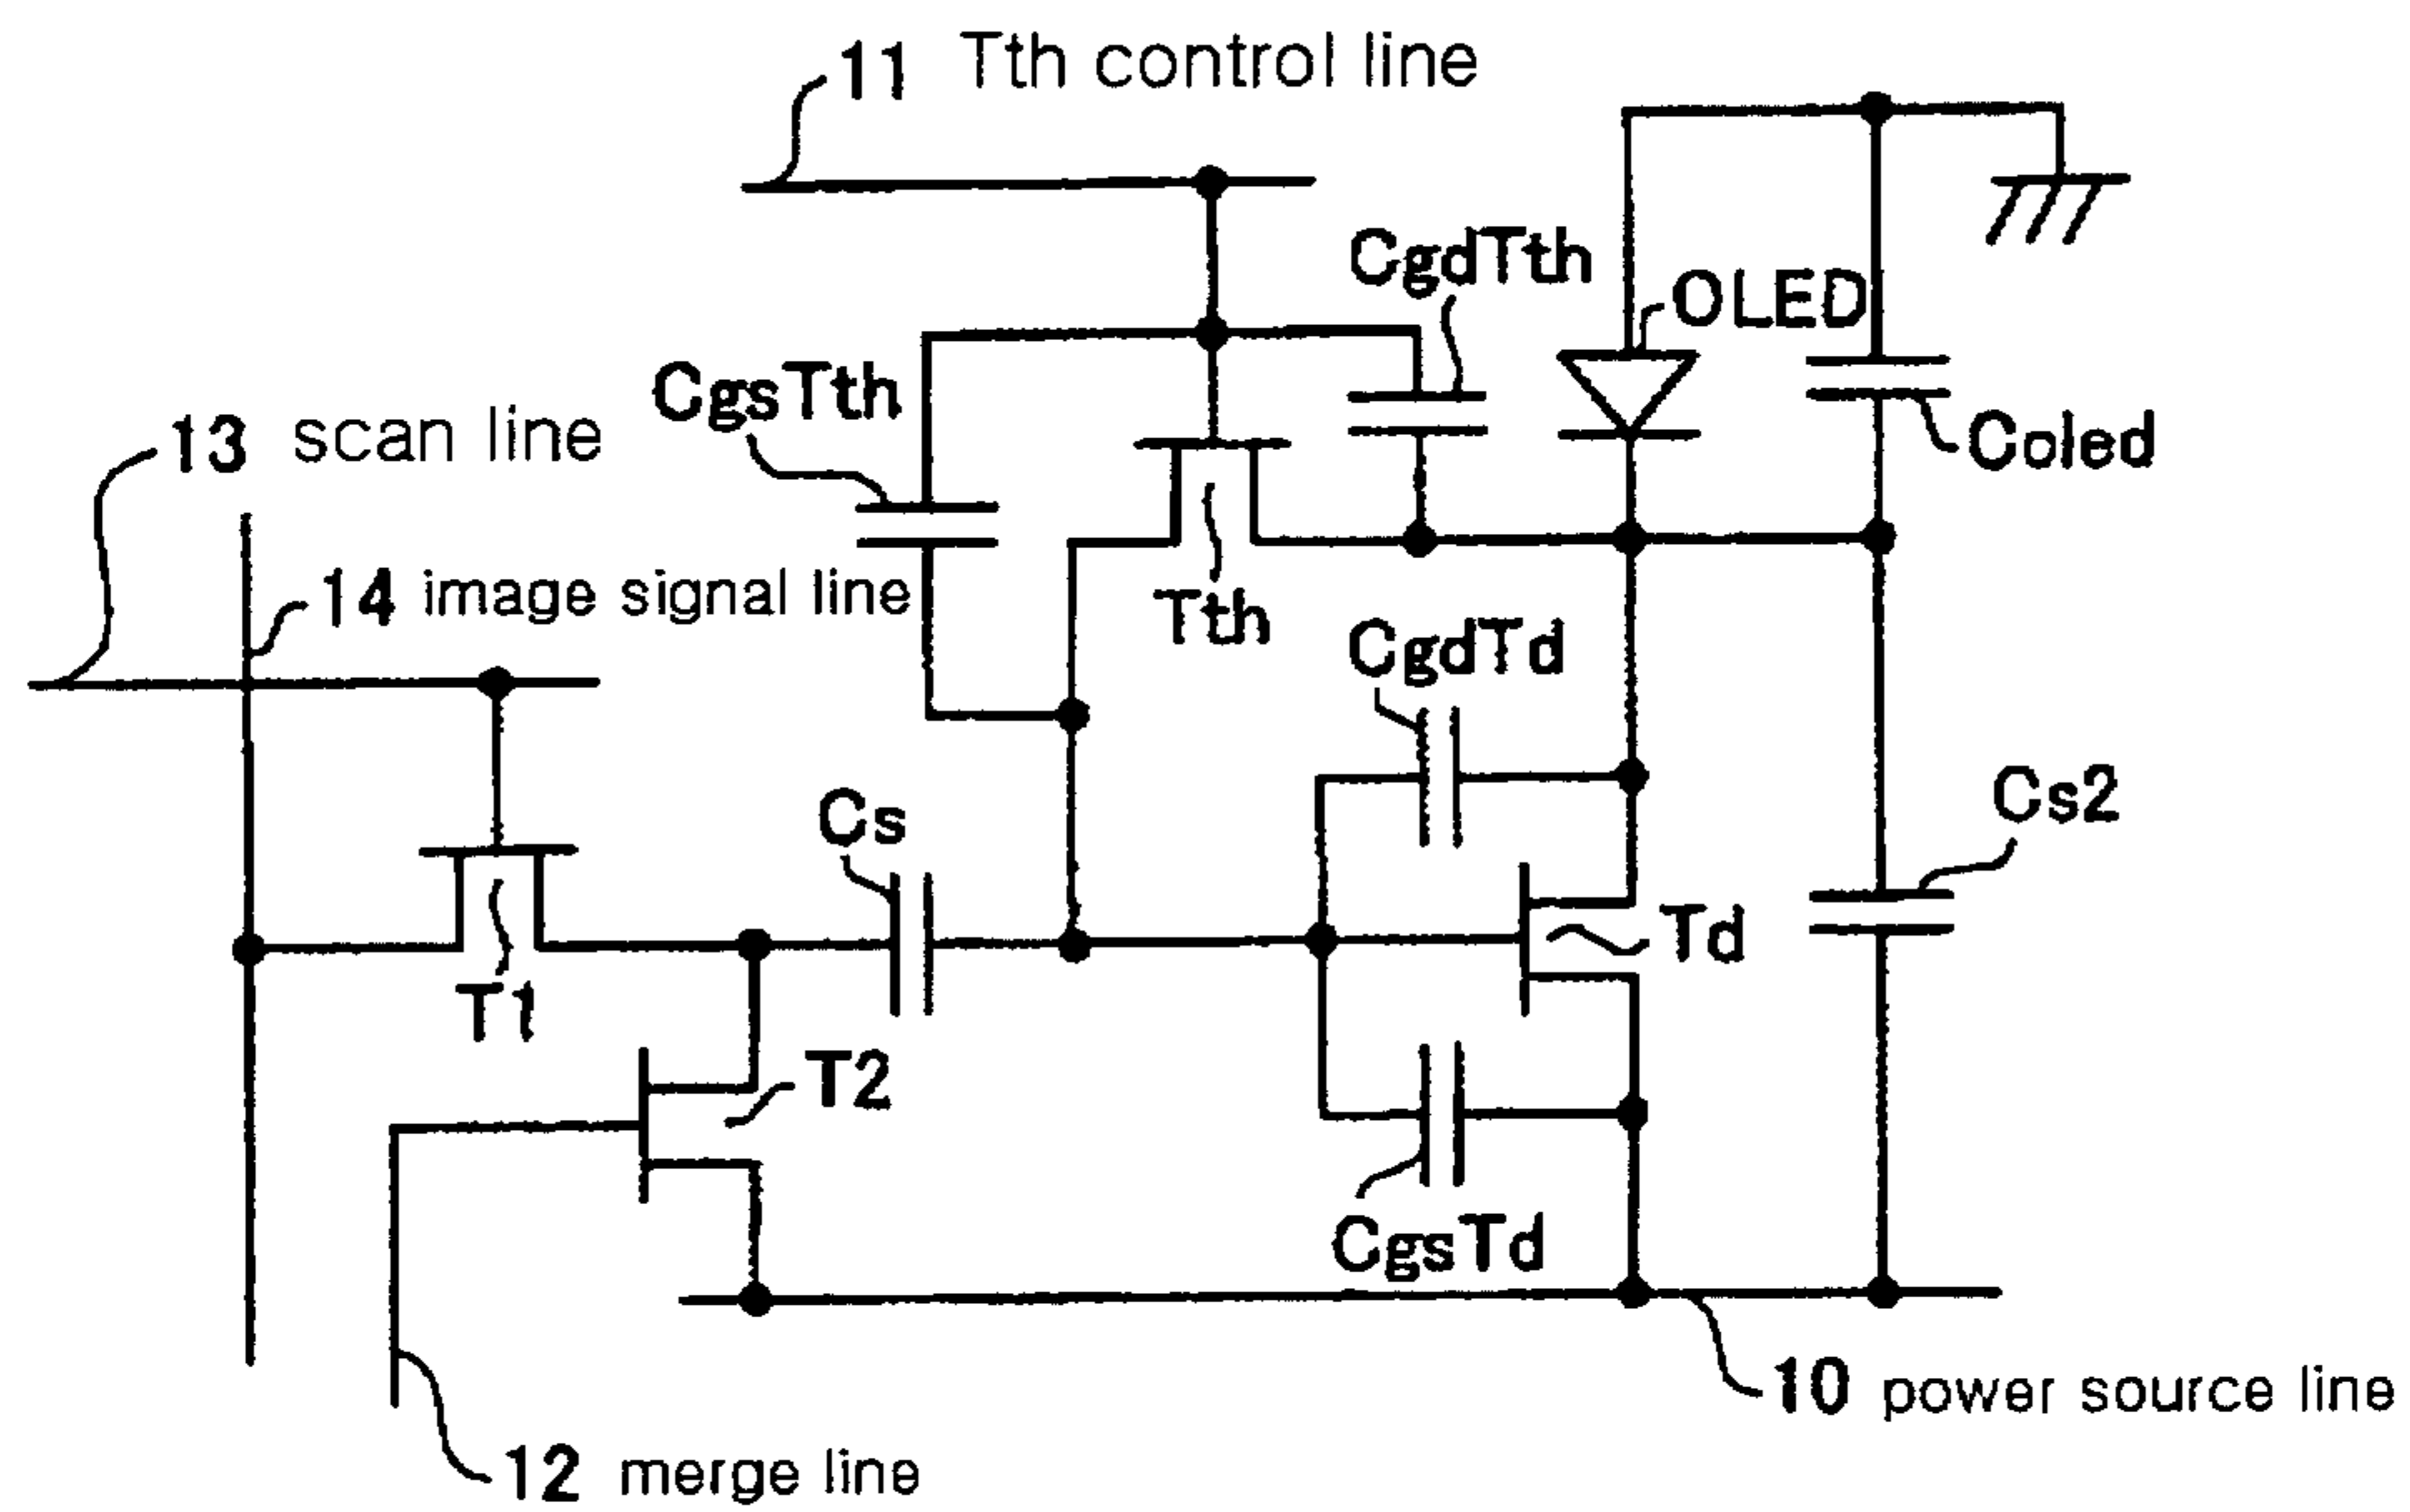 11 Tth control line
CgdTth
OLED
CgsTth
13 scan line
Coled
14 image signal line
Tth
CgdTd
Cs
Cs2
Td
T1
T2
CgsTd
10 power source line
12 merge line